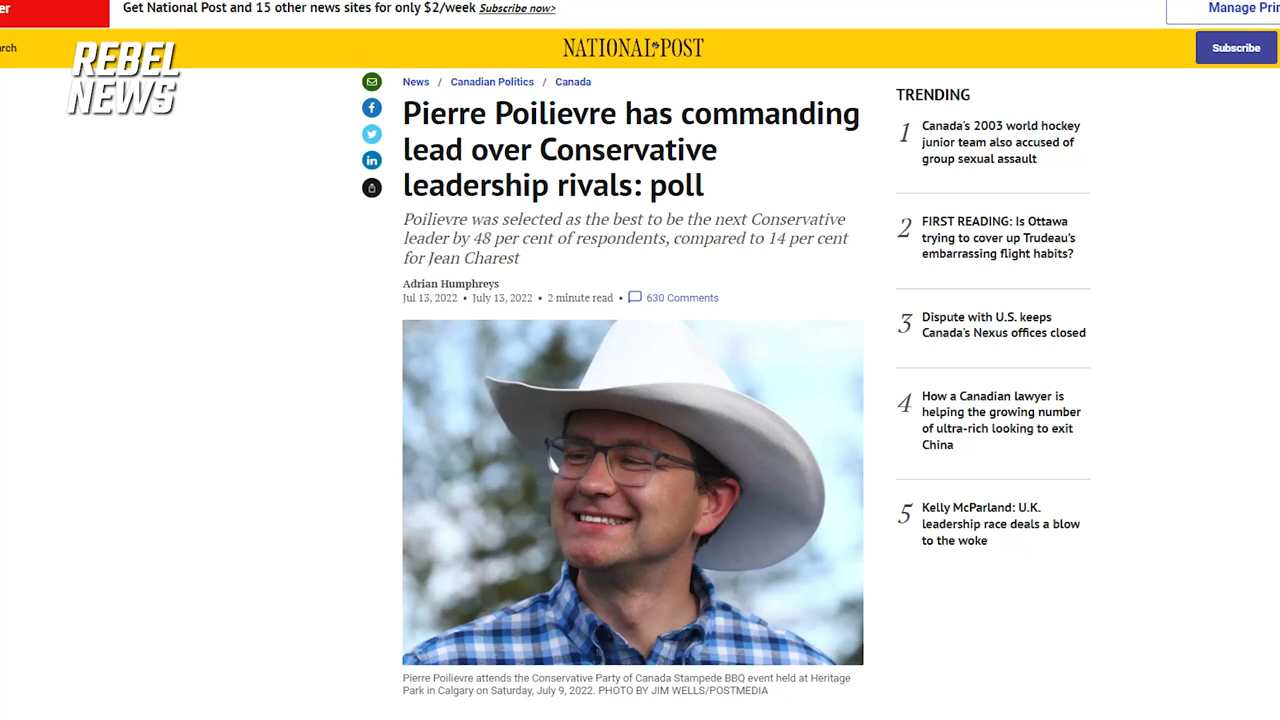 er
Get National Post and 15 other news sites for only $2/week Subscribe now>
Manage Prin
rch
NATIONAL POST
Subscribe
REBEL
NEWS
News / Canadian Politics / Canada
Pierre Poilievre has commanding
lead over Conservative
leadership rivals: poll
Poilievre was selected as the best to be the next Conservative
leader by 48 per cent of respondents, compared to 14 per cent
for Jean Charest
Adrian Humphreys
Jul 13, 2022 • July 13, 2022 • 2 minute read • 630 Comments
Pierre Poilievre attends the Conservative Party of Canada Stampede BBQ event held at Heritage
Park in Calgary on Saturday, July 9, 2022. PHOTO BY JIM WELLS/POSTMEDIA
TRENDING
1 Canada's 2003 world hockey
junior team also accused of
group sexual assault
2 FIRST READING: Is Ottawa
trying to cover up Trudeau's
embarrassing flight habits?
3 Dispute with U.S. keeps
Canada's Nexus offices closed
4 How a Canadian lawyer is
helping the growing number
of ultra-rich looking to exit
China
5 Kelly McParland: U.K.
leadership race deals a blow
to the woke